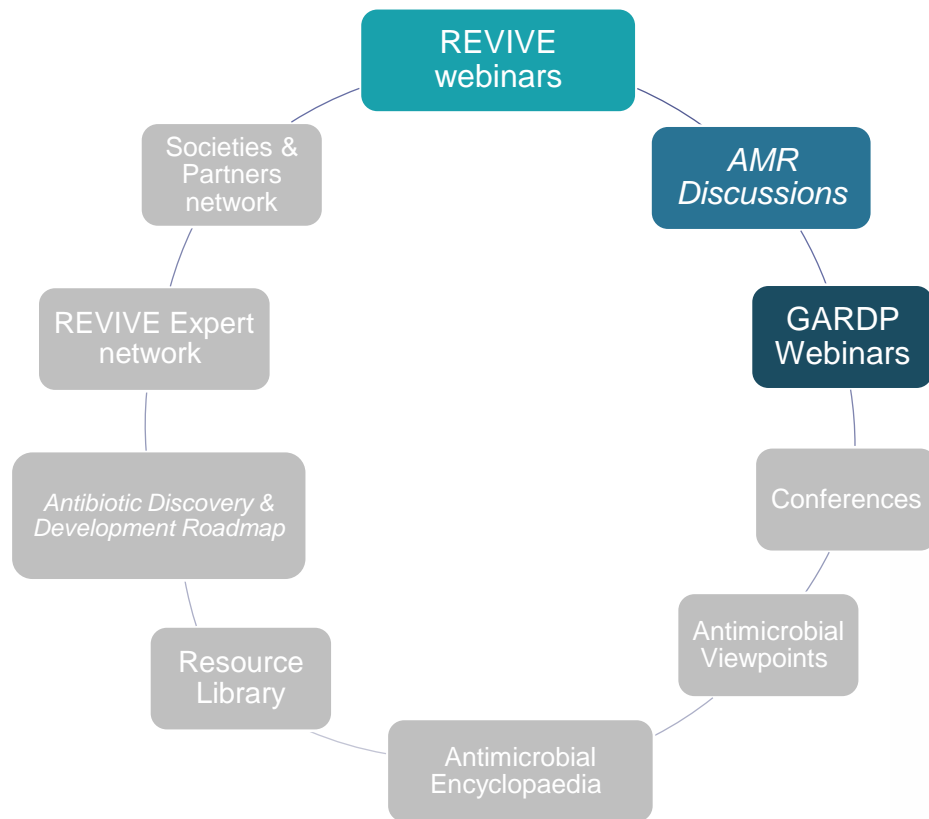 REVIVE
webinars
AMR
Discussions
GARDP
Webinars
Conferences
Antimicrobial
Viewpoints
Antimicrobial
Encyclopaedia
Resource
Library
Antibiotic Discovery &
Development Roadmap
REVIVE Expert
network
Societies &
Partners
network